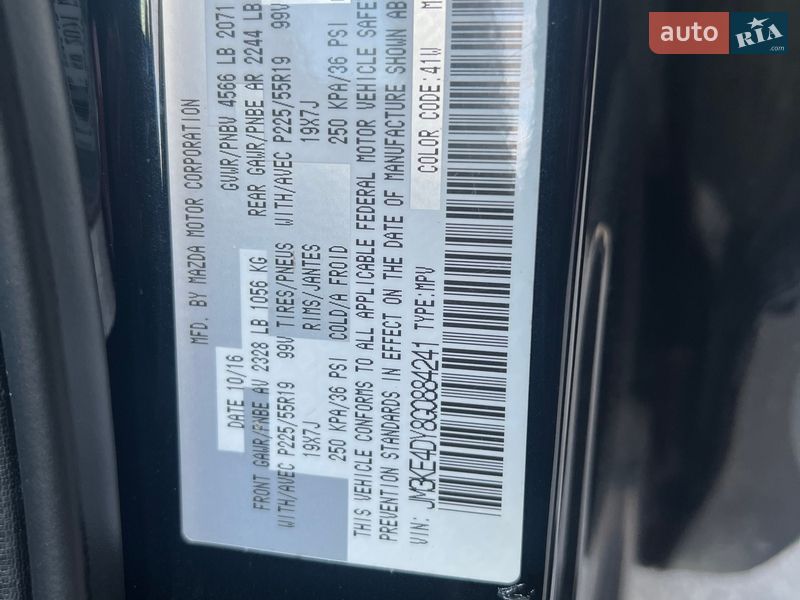 MFD. BY MAZDA MOTOR CORPORATION
DATE 10/16 GVWR/PNBV 4566 LB 2071
FRONT GAWR/PNBE AV 2328 LB 1056 KG REAR GAWR/PNBE AR 2244 LB
WITH/AVEC P225/55R19 99V TIRES/PNEUS WITH/AVEC P225/55R19 99V
19X7J RIMS/JANTES 19X7J
250 KPA/36 PSI COLD/A FROID 250 KPA/36 PSI
THIS VEHICLE CONFORMS TO ALL APPLICABLE FEDERAL MOTOR VEHICLE SAFE
PREVENTION STANDARDS IN EFFECT ON THE DATE OF MANUFACTURE SHOWN AB
VIN: JM3KE4DY8G0884241 TYPE:MPV COLOR CODE:41W M
auto RIA
.com